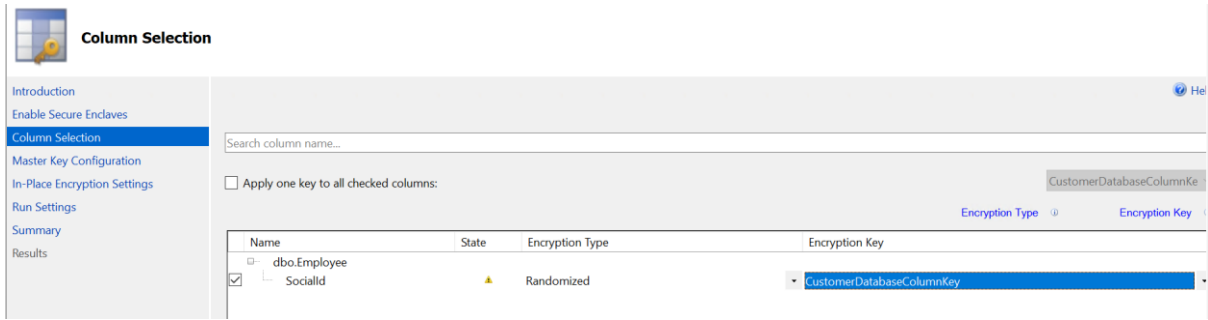 Column Selection
Introduction
Enable Secure Enclaves
Column Selection
Master Key Configuration
In-Place Encryption Settings
Run Settings
Summary
Results
Hel
Search column name...
Apply one key to all checked columns:
CustomerDatabaseColumnKe
Encryption Type Encryption Key
Name State Encryption Type Encryption Key
dbo.Employee
SocialId Randomized CustomerDatabaseColumnKey